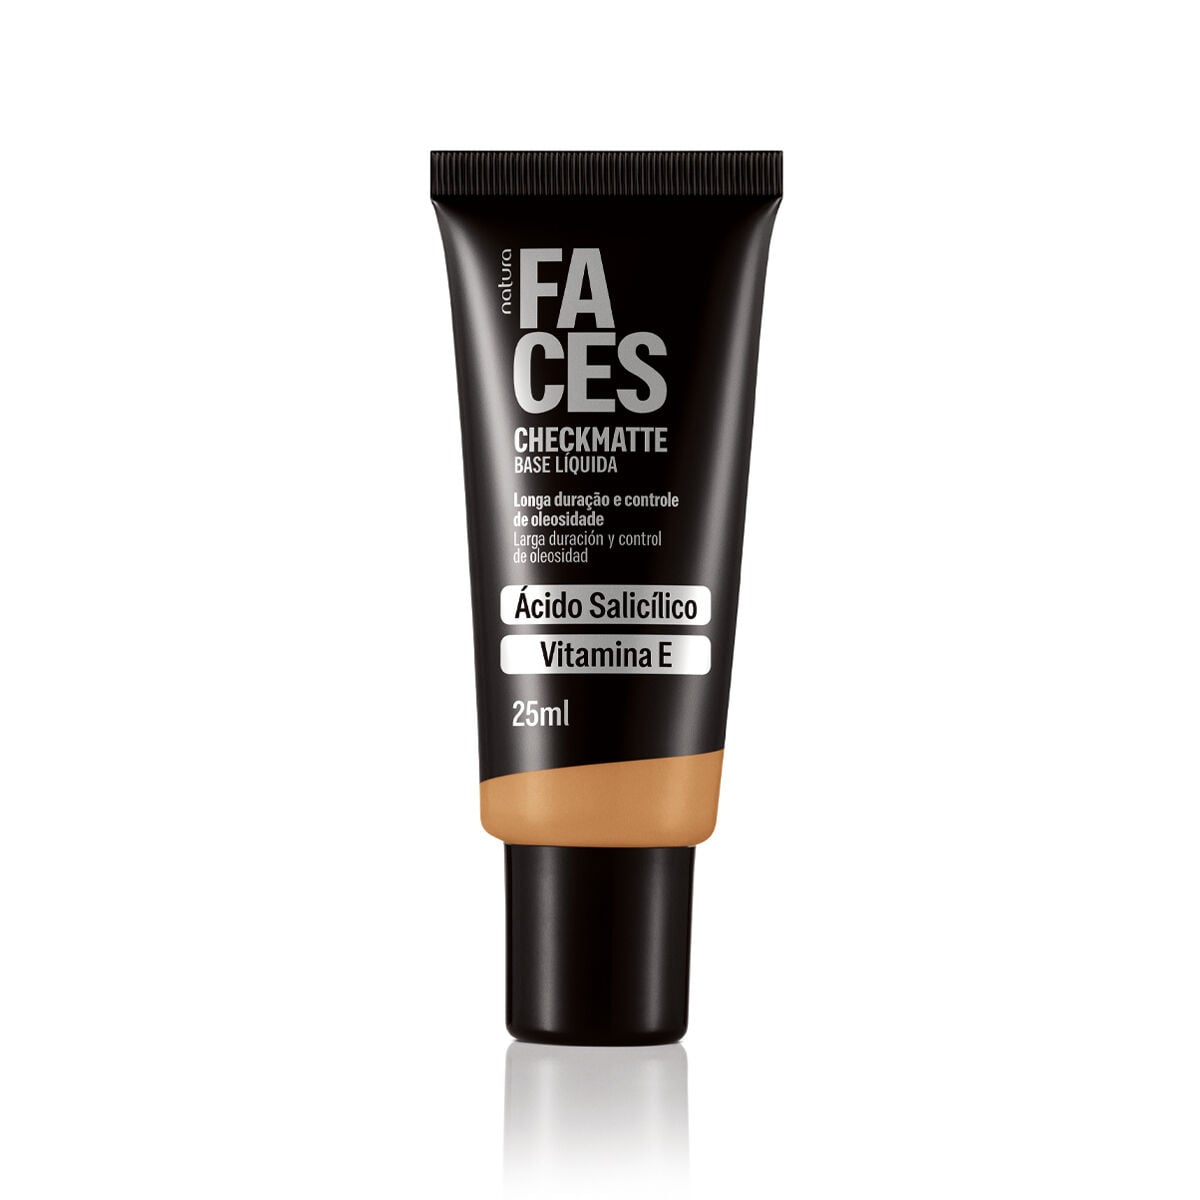 natura
FA
CES
CHECKMATTE
BASE LÍQUIDA
Longa duração e controle
de oleosidade
Larga duración y control
de oleosidad
Ácido Salicílico
Vitamina E
25ml